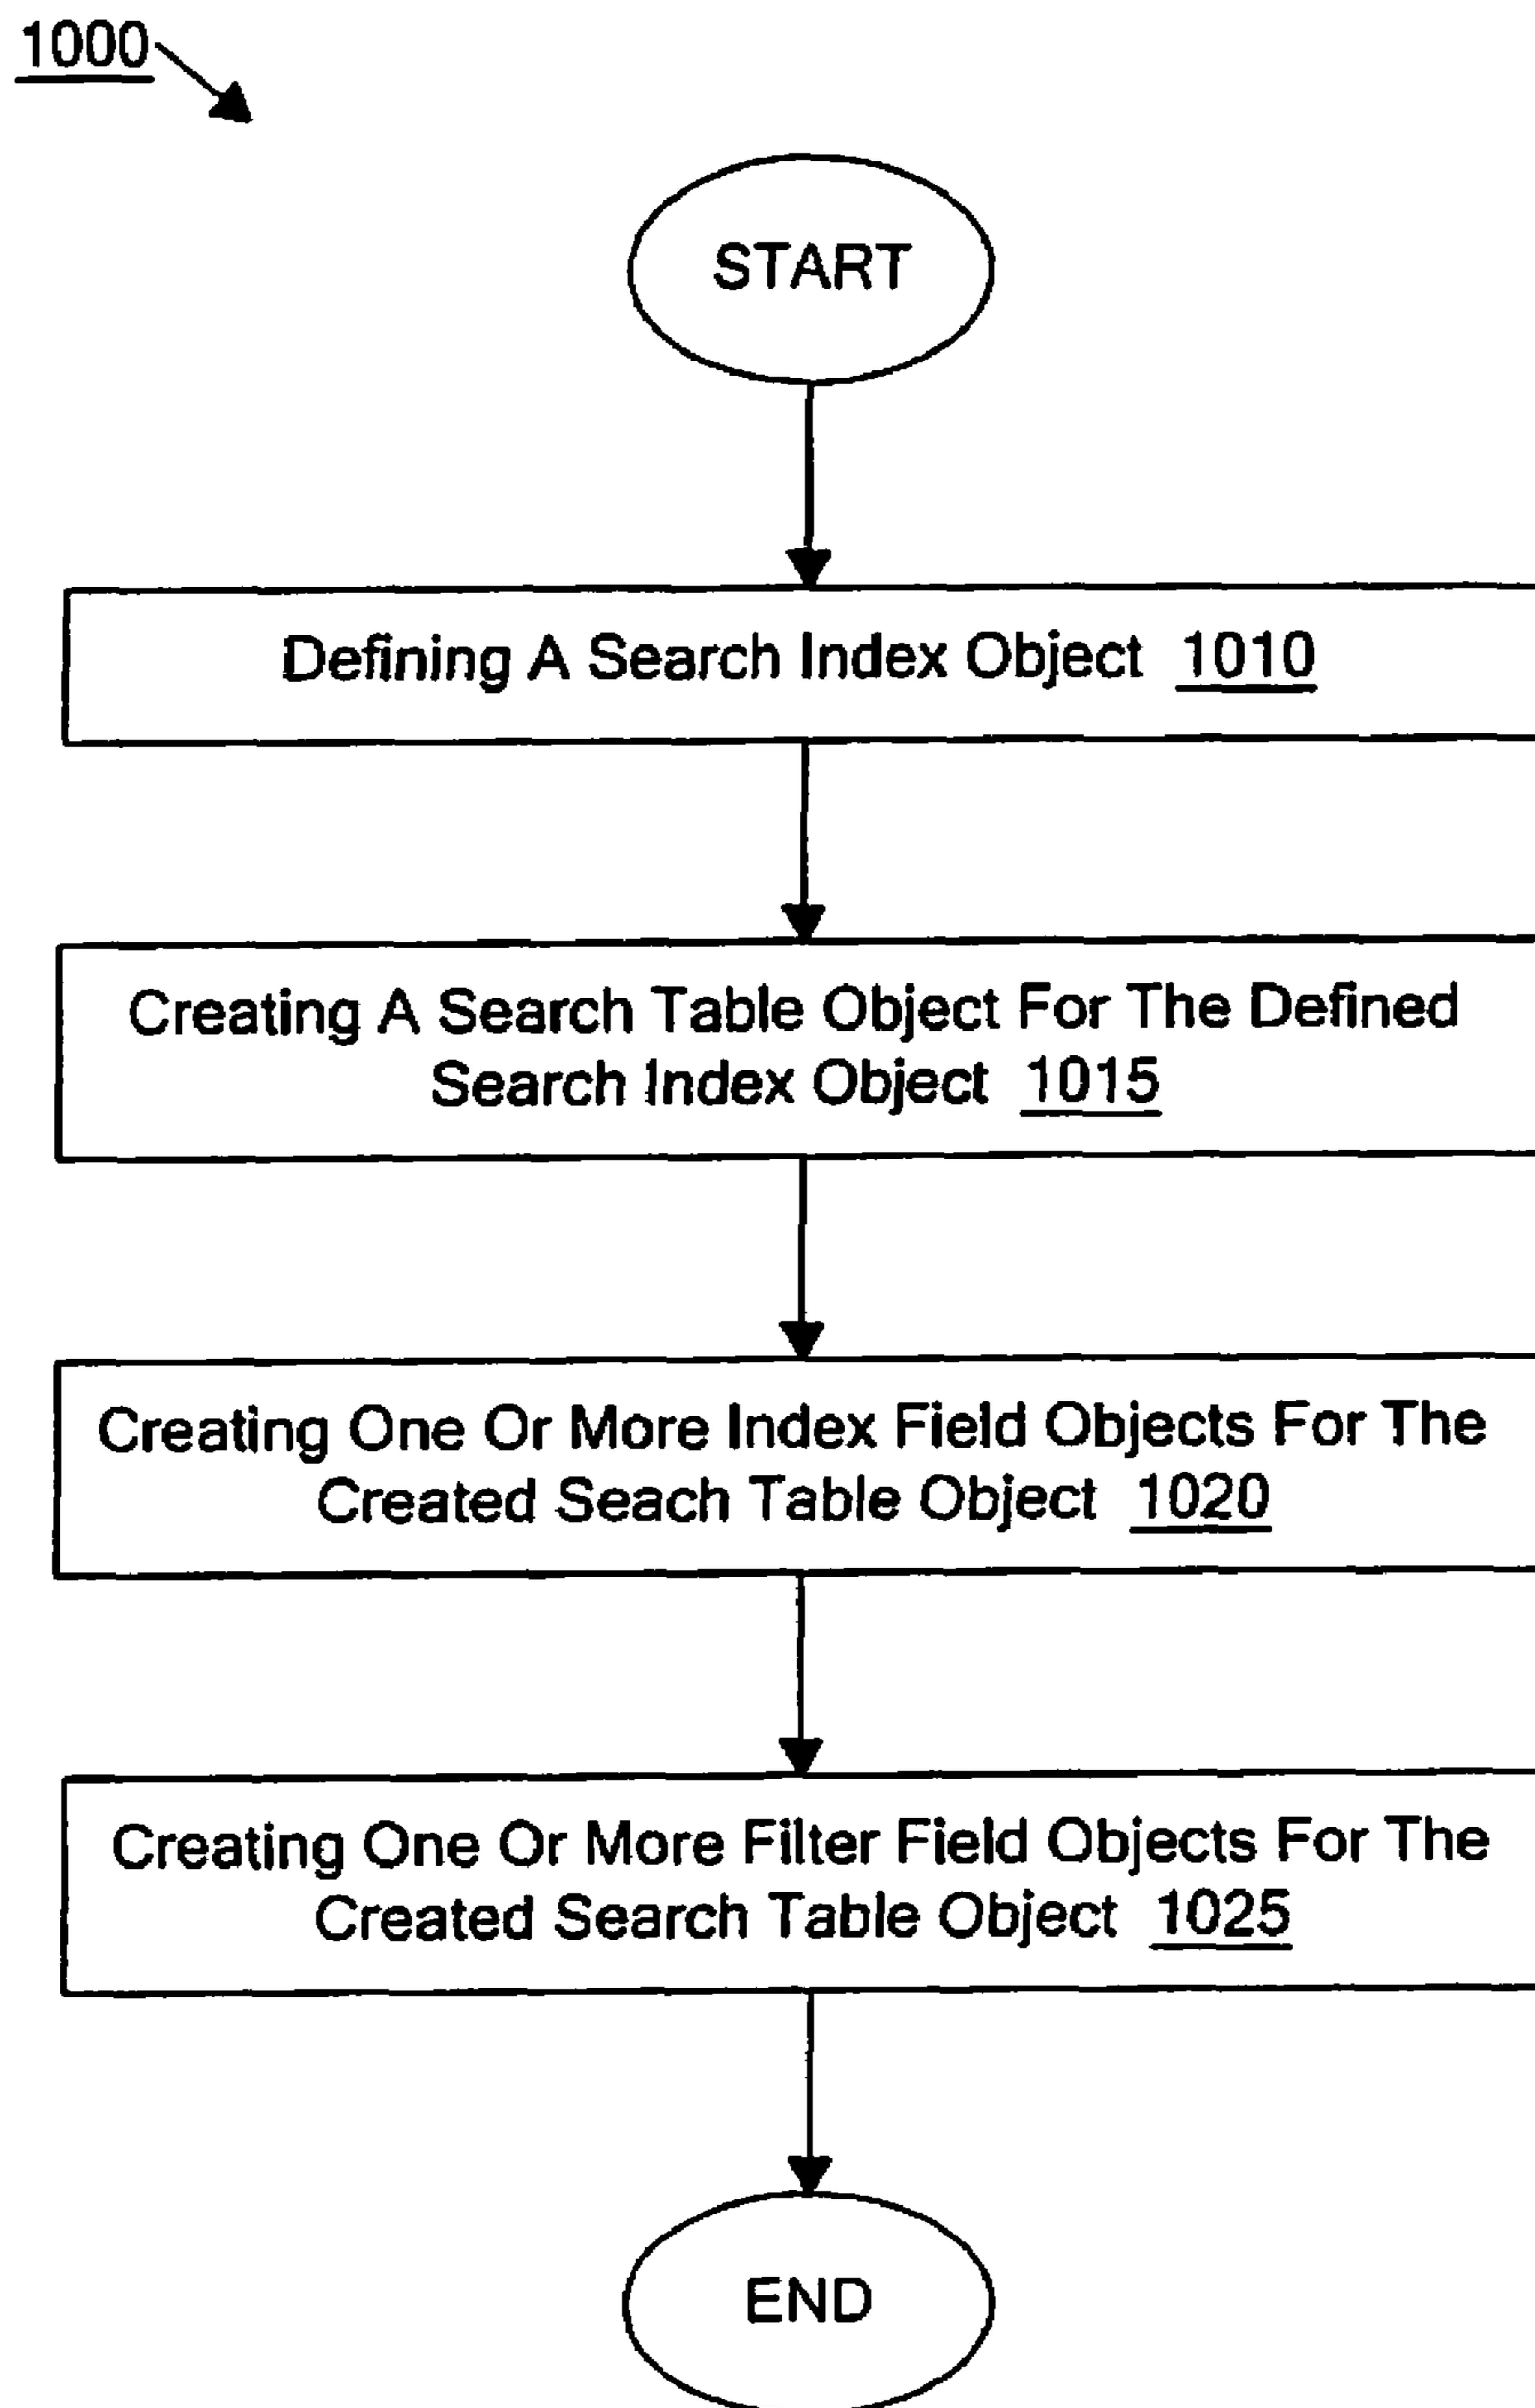 1000
START
Defining A Search Index Object 1010
Creating A Search Table Object For The Defined
Search Index Object 1015
Creating One Or More Index Field Objects For The
Created Seach Table Object 1020
Creating One Or More Filter Field Objects For The
Created Search Table Object 1025
END